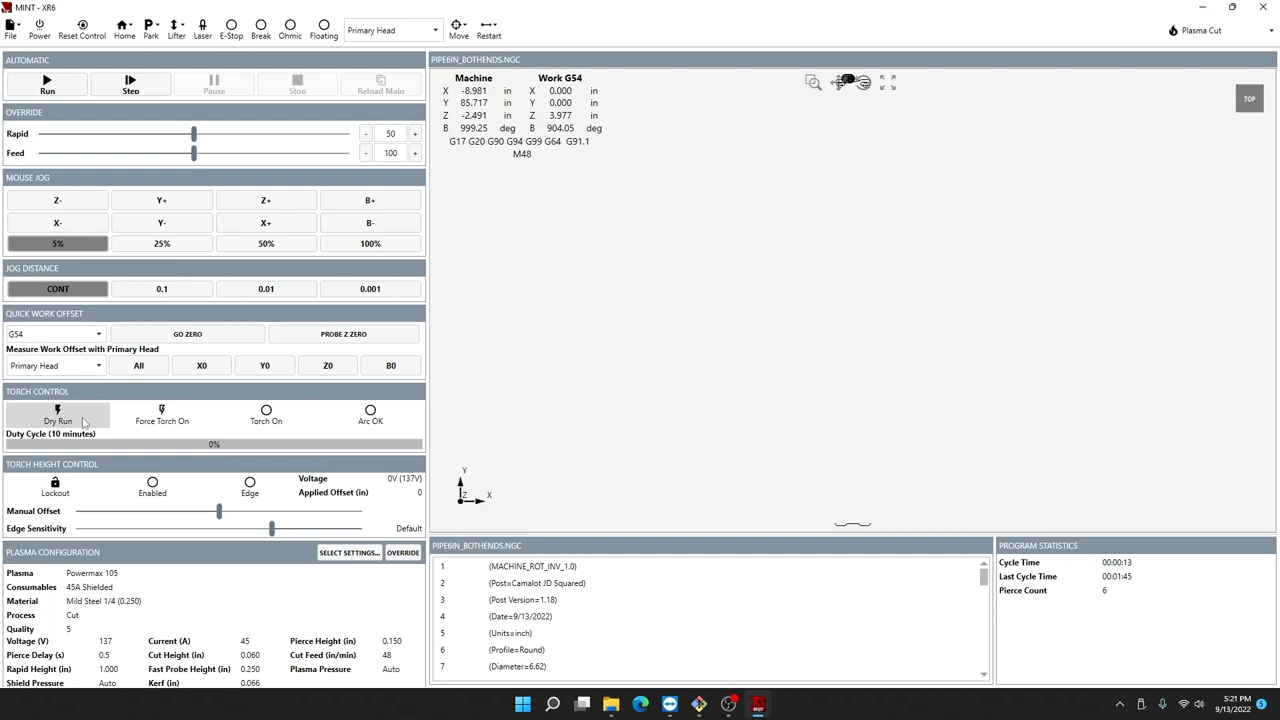 MINT - XR6
File Power Reset Control Home Park Lifter Laser E-Stop Break Ohmic Floating Primary Head Move Restart Plasma Cut
AUTOMATIC
Run Step Pause Stop Reload Main
OVERRIDE
Rapid - 50 +
Feed - 100 +
MOUSE JOG
Z- Y+ Z+ B+
X- Y- X+ B-
5% 25% 50% 100%
JOG DISTANCE
CONT 0.1 0.01 0.001
QUICK WORK OFFSET
G54 GO ZERO PROBE Z ZERO
Measure Work Offset with Primary Head
Primary Head All X0 Y0 Z0 B0
TORCH CONTROL
Dry Run Force Torch On Torch On Arc OK
Duty Cycle (10 minutes)
0%
TORCH HEIGHT CONTROL
Lockout Enabled Edge
Voltage 0V (137V)
Applied Offset (in) 0
Manual Offset
Edge Sensitivity Default
PLASMA CONFIGURATION SELECT SETTINGS... OVERRIDE
Plasma Powermax 105
Consumables 45A Shielded
Material Mild Steel 1/4 (0.250)
Process Cut
Quality 5
Voltage (V) 137 Current (A) 45 Pierce Height (in) 0.150
Pierce Delay (s) 0.5 Cut Height (in) 0.060 Cut Feed (in/min) 48
Rapid Height (in) 1.000 Fast Probe Height (in) 0.250 Plasma Pressure Auto
Shield Pressure Auto Kerf (in) 0.066
PIPE6IN_BOTHENDS.NGC
Machine Work G54
X -8.981 in X 0.000 in
Y 85.717 in Y 0.000 in
Z -2.491 in Z 3.977 in
B 999.25 deg B 904.05 deg
G17 G20 G90 G94 G99 G64 G91.1
M48
TOP
Y
Z X
PIPE6IN_BOTHENDS.NGC
1 (MACHINE_ROT_INV_1.0)
2 (Post=Camalot JD Squared)
3 (Post Version=1.18)
4 (Date=9/13/2022)
5 (Units=inch)
6 (Profile=Round)
7 (Diameter=6.62)
PROGRAM STATISTICS
Cycle Time 00:00:13
Last Cycle Time 00:01:45
Pierce Count 6
5:21 PM
9/13/2022